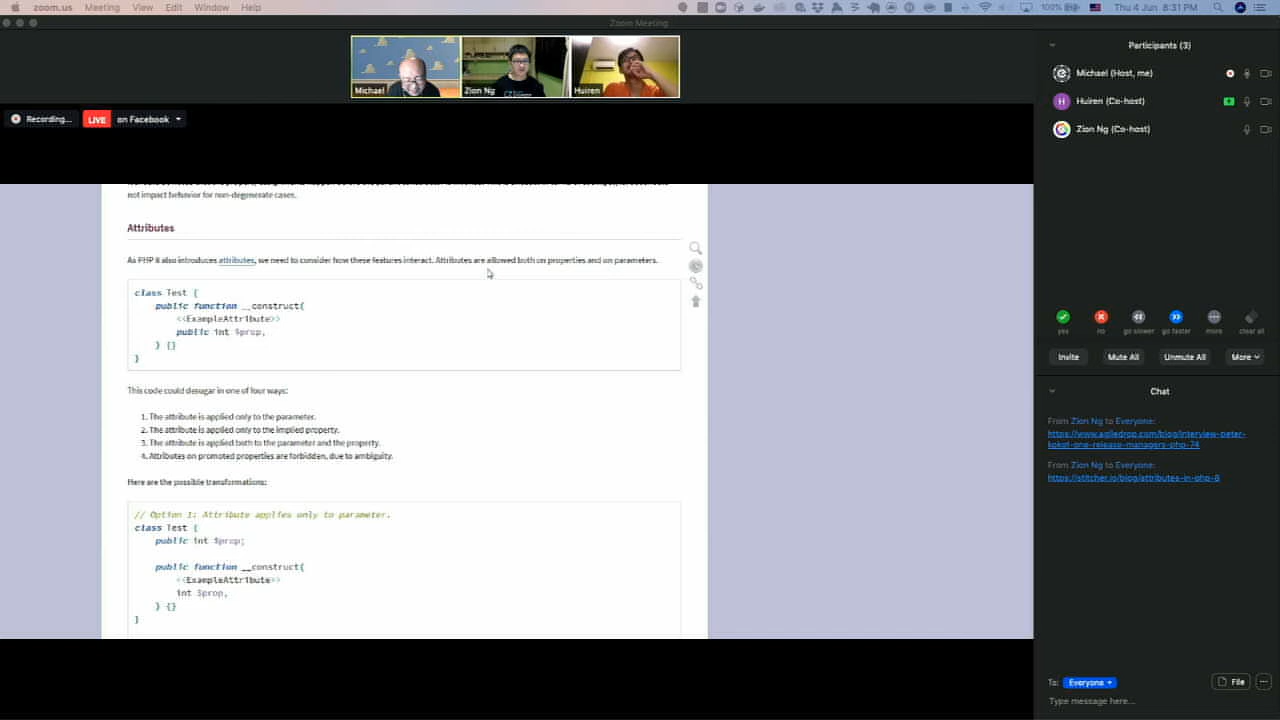 zoom.us Meeting View Edit Window Help
100%
Thu 4 Jun 8:31 PM
Zoom Meeting
Michael
Zion Ng
Huiren
Recording...
LIVE
on Facebook
not impact behavior for non-degenerate cases.
Attributes
As PHP 8 also introduces attributes, we need to consider how these features interact. Attributes are allowed both on properties and on parameters.
class Test {
public function __construct(
<<ExampleAttribute>>
public int $prop,
) {}
}
This code could desugar in one of four ways:
1. The attribute is applied only to the parameter.
2. The attribute is applied only to the implied property.
3. The attribute is applied both to the parameter and the property.
4. Attributes on promoted properties are forbidden, due to ambiguity.
Here are the possible transformations:
// Option 1: Attribute applies only to parameter.
class Test {
public int $prop;
public function __construct(
<<ExampleAttribute>>
int $prop,
) {}
}
Participants (3)
Michael (Host, me)
H
Huiren (Co-host)
Zion Ng (Co-host)
yes
no
go slower
go faster
more
clear all
Invite
Mute All
Unmute All
More
Chat
From Zion Ng to Everyone:
https://www.agiledrop.com/blog/interview-peter-
kokot-one-release-managers-php-74
From Zion Ng to Everyone:
https://stitcher.io/blog/attributes-in-php-8
To: Everyone
File
Type message here...